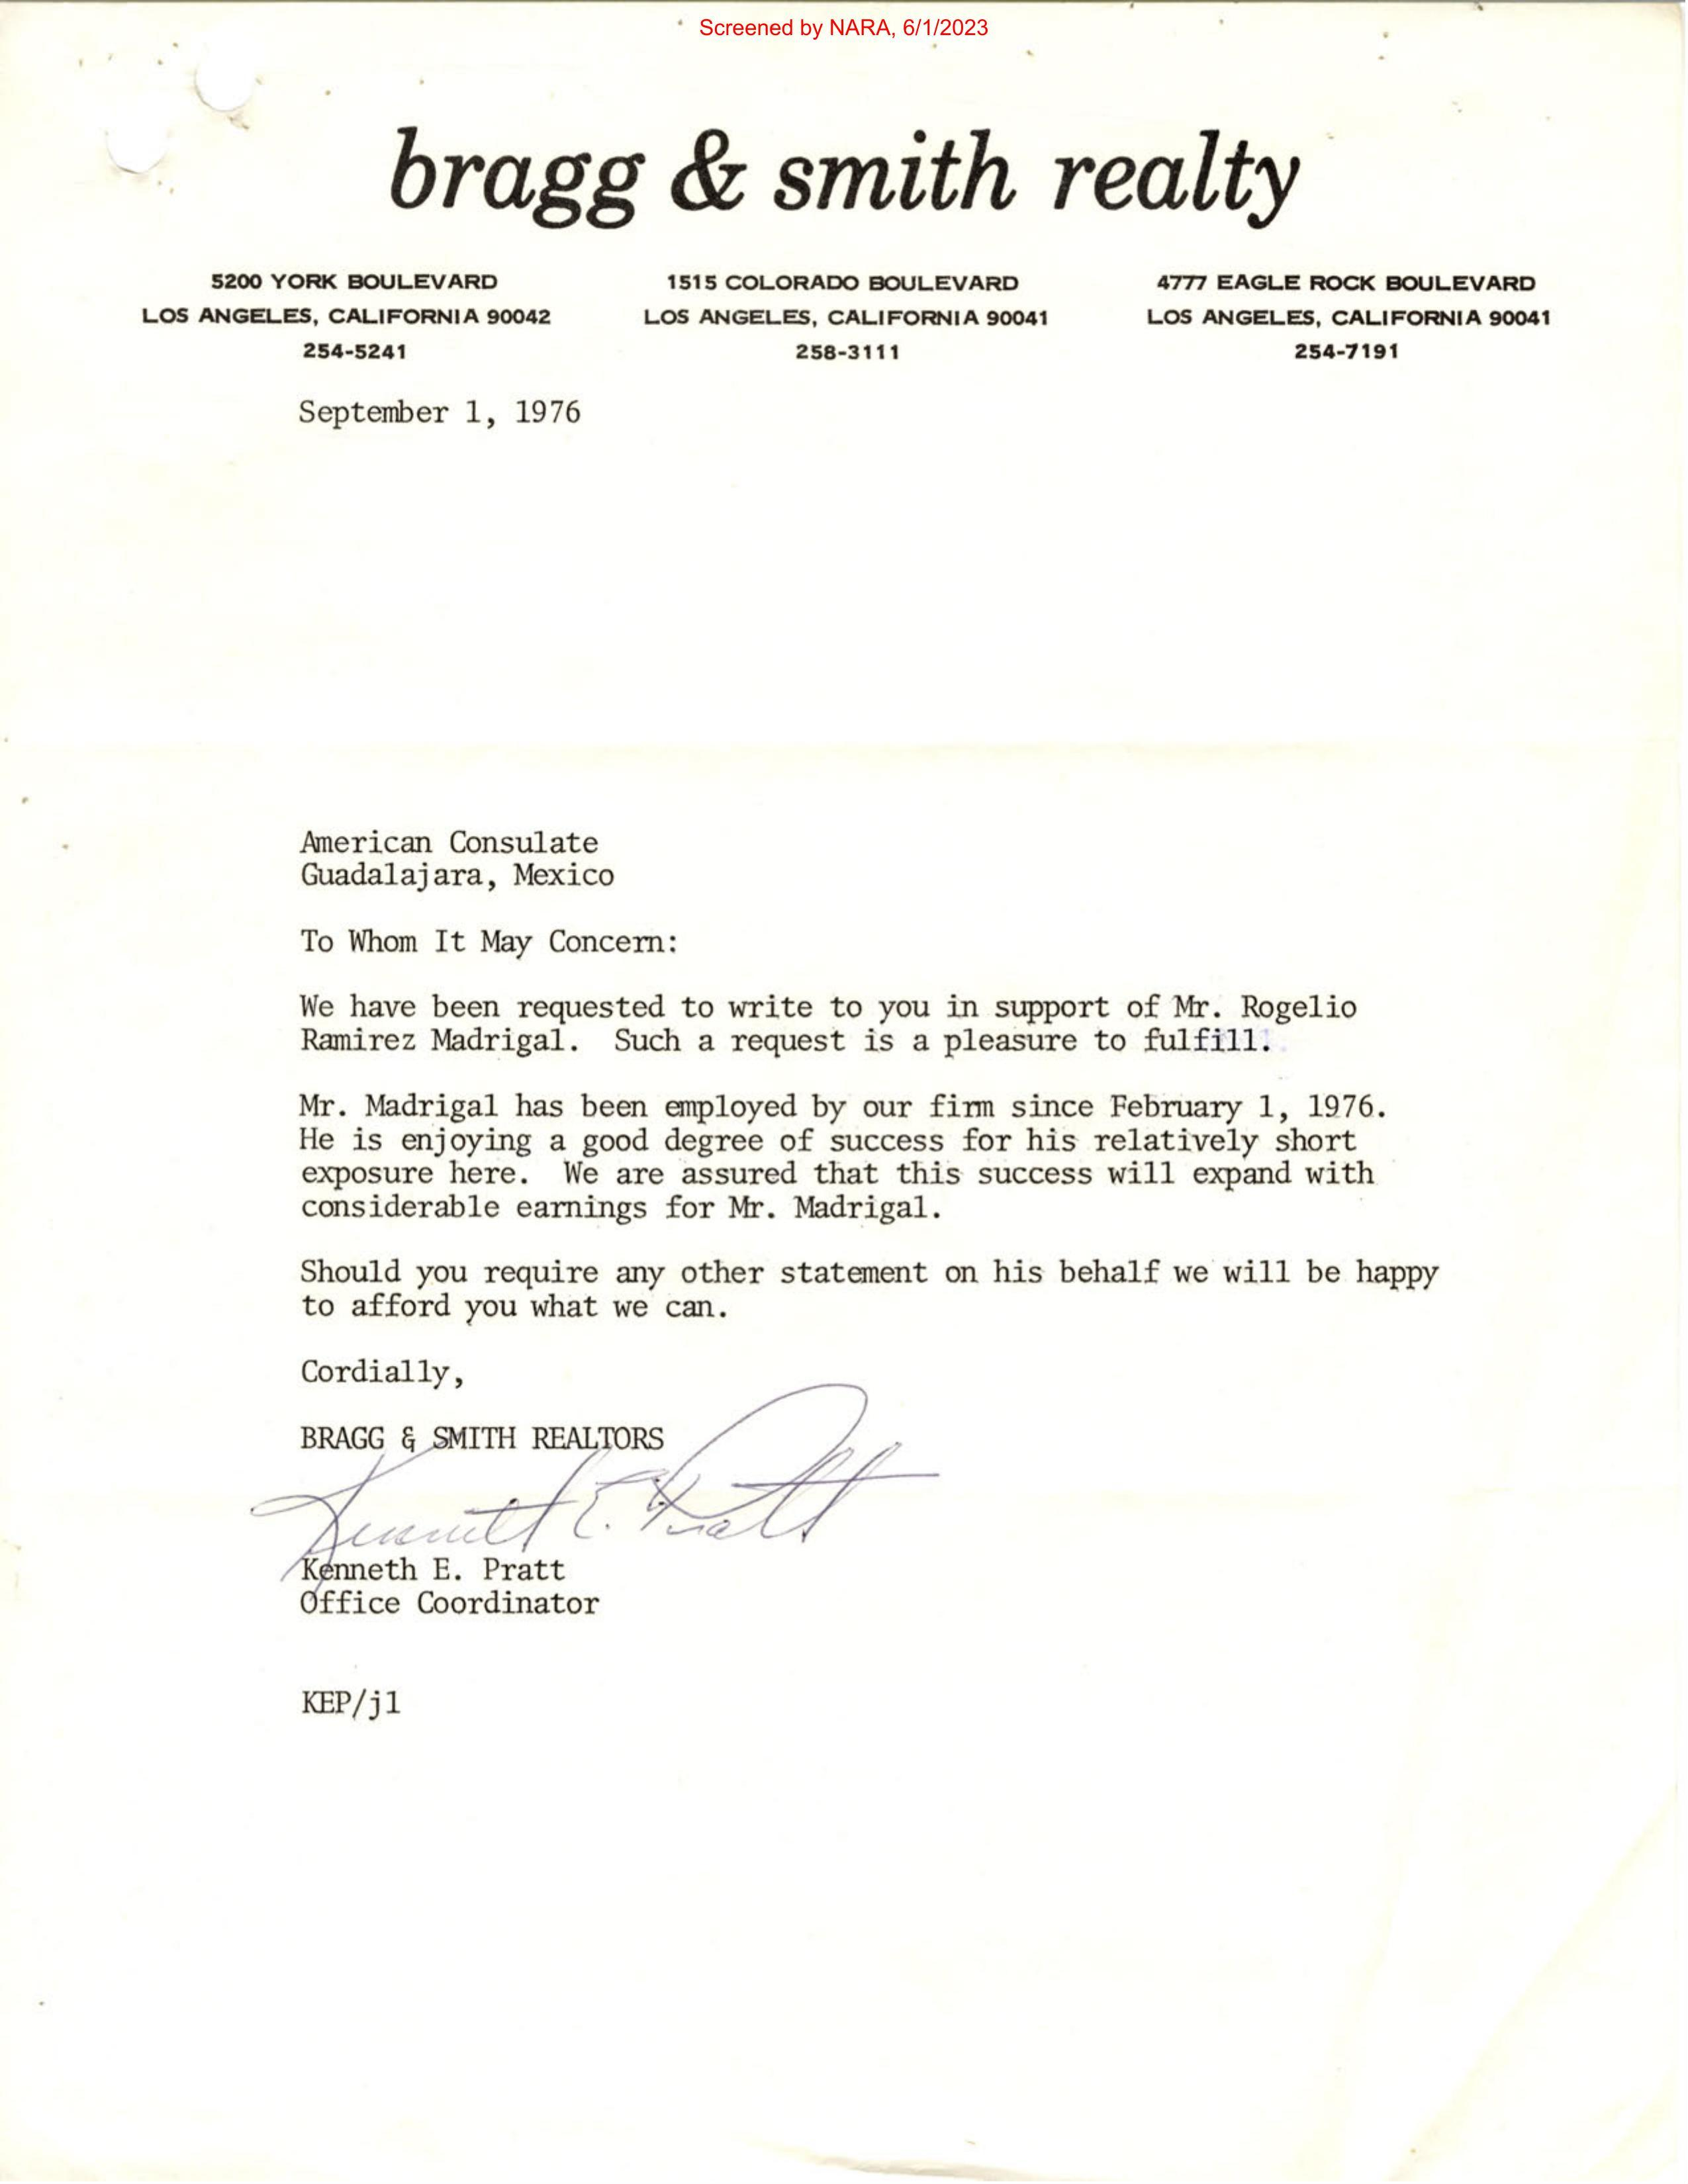 Screened by NARA, 6/1/2023
bragg & smith realty
5200 YORK BOULEVARD
LOS ANGELES, CALIFORNIA 90042
254-5241
1515 COLORADO BOULEVARD
LOS ANGELES, CALIFORNIA 90041
258-3111
4777 EAGLE ROCK BOULEVARD
LOS ANGELES, CALIFORNIA 90041
254-7191
September 1, 1976
American Consulate
Guadalajara, Mexico
To Whom It May Concern:
We have been requested to write to you in support of Mr. Rogelio
Ramirez Madrigal. Such a request is a pleasure to fulfill.
Mr. Madrigal has been employed by our firm since February 1, 1976.
He is enjoying a good degree of success for his relatively short
exposure here. We are assured that this success will expand with
considerable earnings for Mr. Madrigal.
Should you require any other statement on his behalf we will be happy
to afford you what we can.
Cordially,
BRAGG & SMITH REALTORS
Kenneth E. Pratt
Kenneth E. Pratt
Office Coordinator
KEP/jl